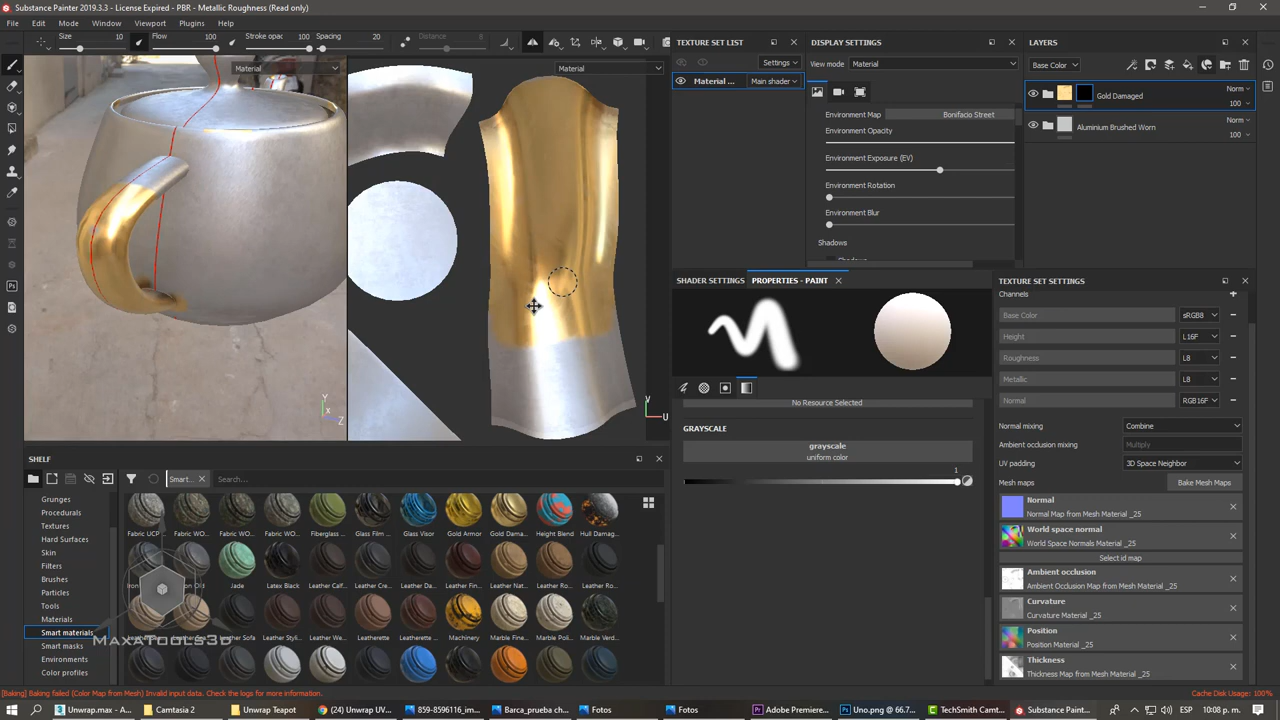 Substance Painter 2019.3.3 - License Expired - PBR - Metallic Roughness (Read only)
File Edit Mode Viewport Plugins Help
Size 10 Flow 100 Stroke opac 100 Spacing 20 Distance 8
Material
Material
Y
X
Z
V
U
TEXTURE SET LIST
Settings
Material ... Main shader
DISPLAY SETTINGS
View mode Material
Environment Map Bonifacio Street
Environment Opacity
Environment Exposure (EV)
Environment Rotation
Environment Blur
Shadows
LAYERS
Base Color
Gold Damaged Norm
100
Aluminium Brushed Worn Norm
100
SHADER SETTINGS PROPERTIES - PAINT
No Resource Selected
GRAYSCALE
grayscale
uniform color
1
TEXTURE SET SETTINGS
Channels
Base Color sRGB8
Height L16F
Roughness L8
Metallic L8
Normal RGB16F
Normal mixing Combine
Ambient occlusion mixing Multiply
UV padding 3D Space Neighbor
Mesh maps Bake Mesh Maps
Normal
Normal Map from Mesh Material _25
World space normal
World Space Normals Material _25
Select id map
Ambient occlusion
Ambient Occlusion Map from Mesh Material _25
Curvature
Curvature Material _25
Position
Position Material _25
Thickness
Thickness Map from Mesh Material _25
SHELF
Smart... Search...
Grunges
Procedurals
Textures
Hard Surfaces
Skin
Filters
Brushes
Particles
Tools
Materials
Smart materials
Smart masks
Environments
Color profiles
Fabric UCP Fabric WO... Fabric WO... Fabric WO... Fiberglass ... Glass Film ... Glass Visor Gold Armor Gold Dama... Height Blend Hull Damag...
Jade Latex Black Leather Calf... Leather Cre... Leather Da... Leather Fin... Leather Nat... Leather Ro... Leather Ro...
Leather Sofa Leather Styli... Leather We... Leatherette Leatherette ... Machinery Marble Fine... Marble Poli... Marble Verd...
MAXATOOLS3D
[Baking] Baking failed (Color Map from Mesh) Invalid input data. Check the logs for more information.
Cache Disk Usage: 100%
Unwrap.max - A... Camtasia 2 Unwrap Teapot (24) Unwrap UV... 859-8596116_im... Barca_prueba ch... Fotos Fotos Adobe Premiere... Uno.png @ 66.7... TechSmith Camt... Substance Paint... ESP 10:08 p. m.